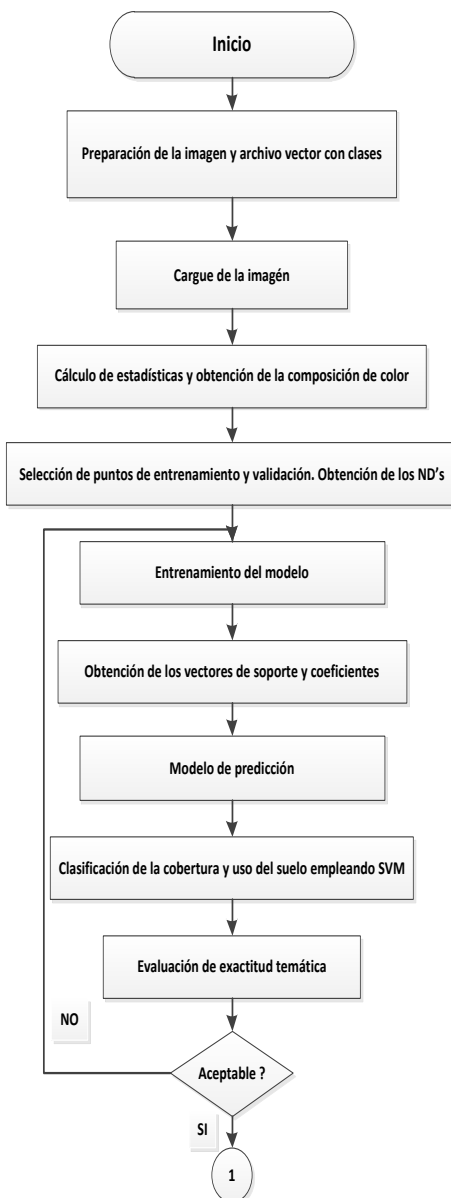 Inicio
Preparación de la imagen y archivo vector con clases
Cargue de la imagén
Cálculo de estadísticas y obtención de la composición de color
Selección de puntos de entrenamiento y validación. Obtención de los ND's
Entrenamiento del modelo
Obtención de los vectores de soporte y coeficientes
Modelo de predicción
Clasificación de la cobertura y uso del suelo empleando SVM
Evaluación de exactitud temática
NO
Aceptable ?
SI
1